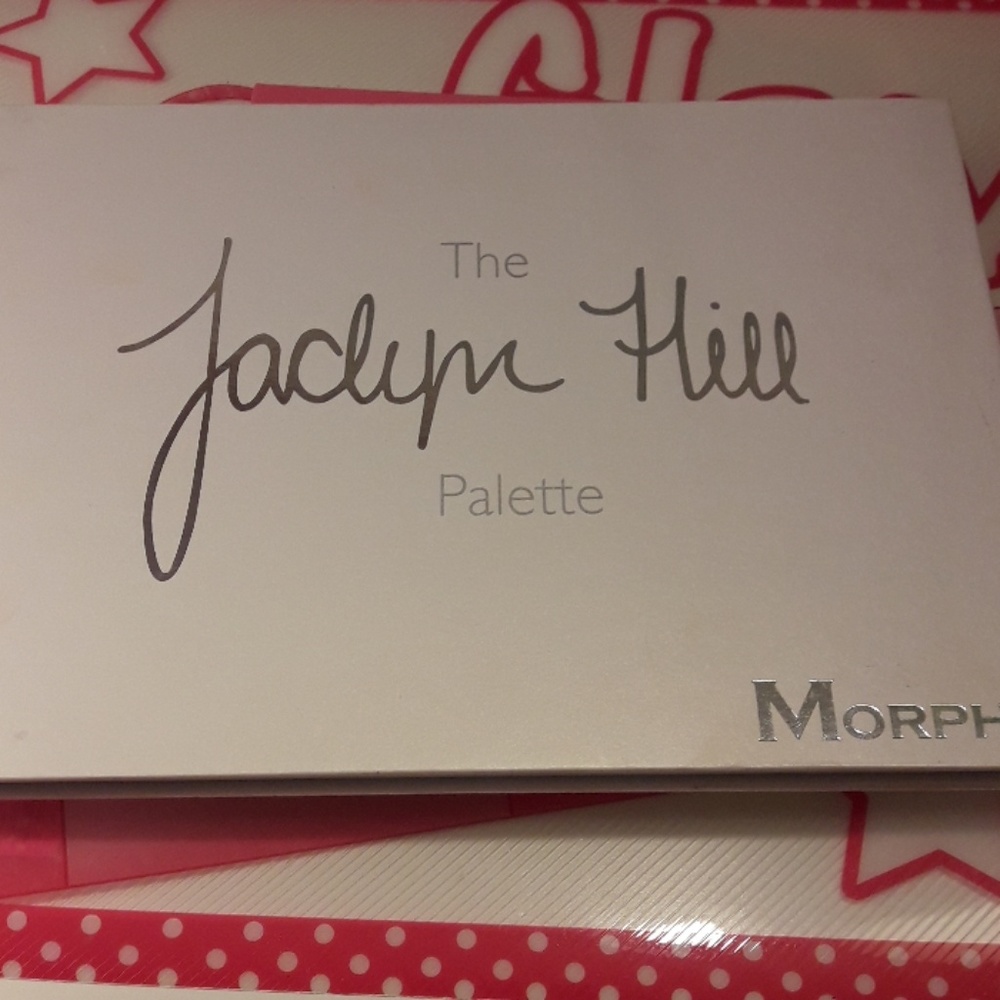 The
Jaclyn Hill
Palette
MORPH